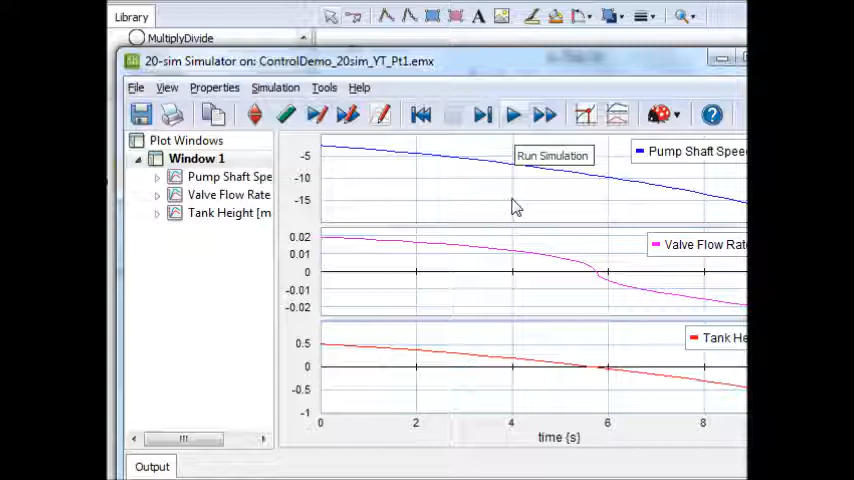 Library
A
MultiplyDivide
20-sim Simulator on: ControlDemo_20sim_YT_Pt1.emx
File View Properties Simulation Tools Help
Plot Windows
Window 1
Pump Shaft Spe
Valve Flow Rate
Tank Height [m
Output
-5
-10
-15
Run Simulation
Pump Shaft Spee
0.02
0.01
0
-0.01
-0.02
Valve Flow Rate
0.5
0
-0.5
-1
Tank He
0 2 4 6 8
time {s}